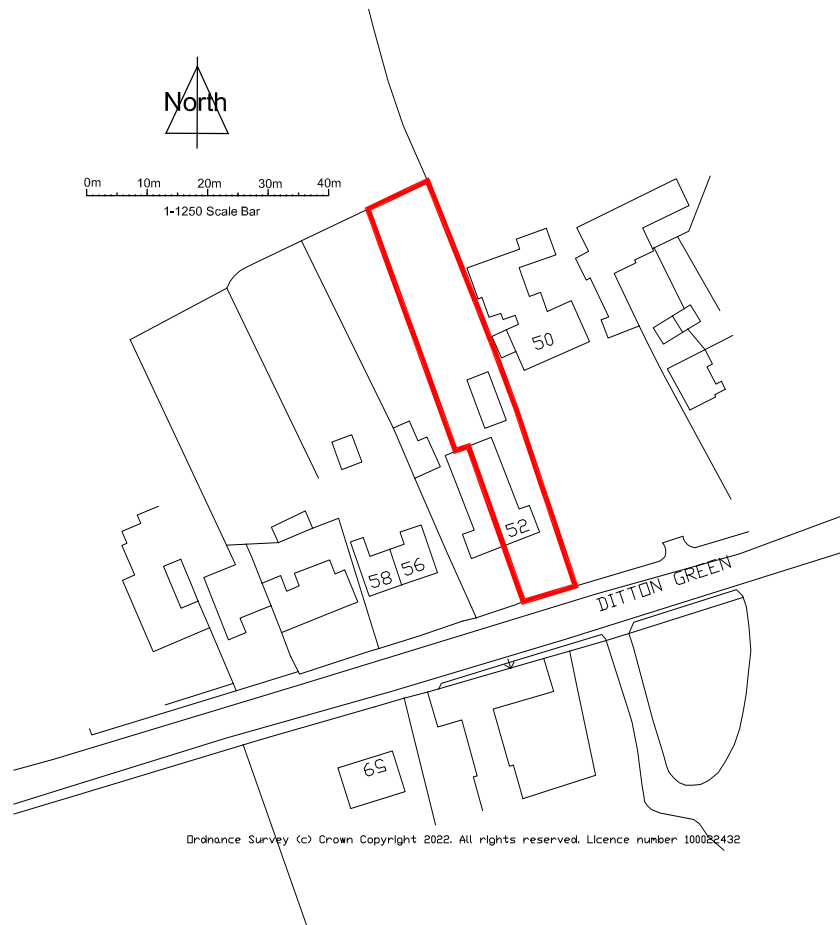 North
0m 10m 20m 30m 40m
1-1250 Scale Bar
50
52
58 56
DITTON GREEN
59
Ordnance Survey (c) Crown Copyright 2022. All rights reserved. Licence number 100022432